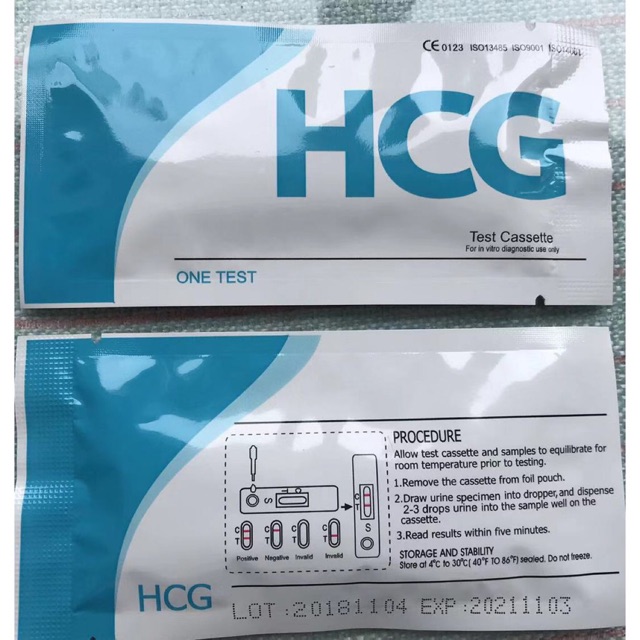 CE 0123 ISO13485 ISO9001 ISO14001
HCG
Test Cassette
For in vitro diagnostic use only
ONE TEST
PROCEDURE
Allow test cassette and samples to equilibrate for
room temperature prior to testing.
1.Remove the cassette from foil pouch.
2.Draw urine specimen into dropper,and dispense
2-3 drops urine into the sample well on the
cassette.
3.Read results within five minutes.
STORAGE AND STABILITY
Store at 4°C to 30°C( 40°F TO 86°F) sealed. Do not freeze.
S T C
C
T
S
C
T
C
T
C
T
C
T
Positive Negative Invalid Invalid
HCG
LOT:20181104 EXP:20211103